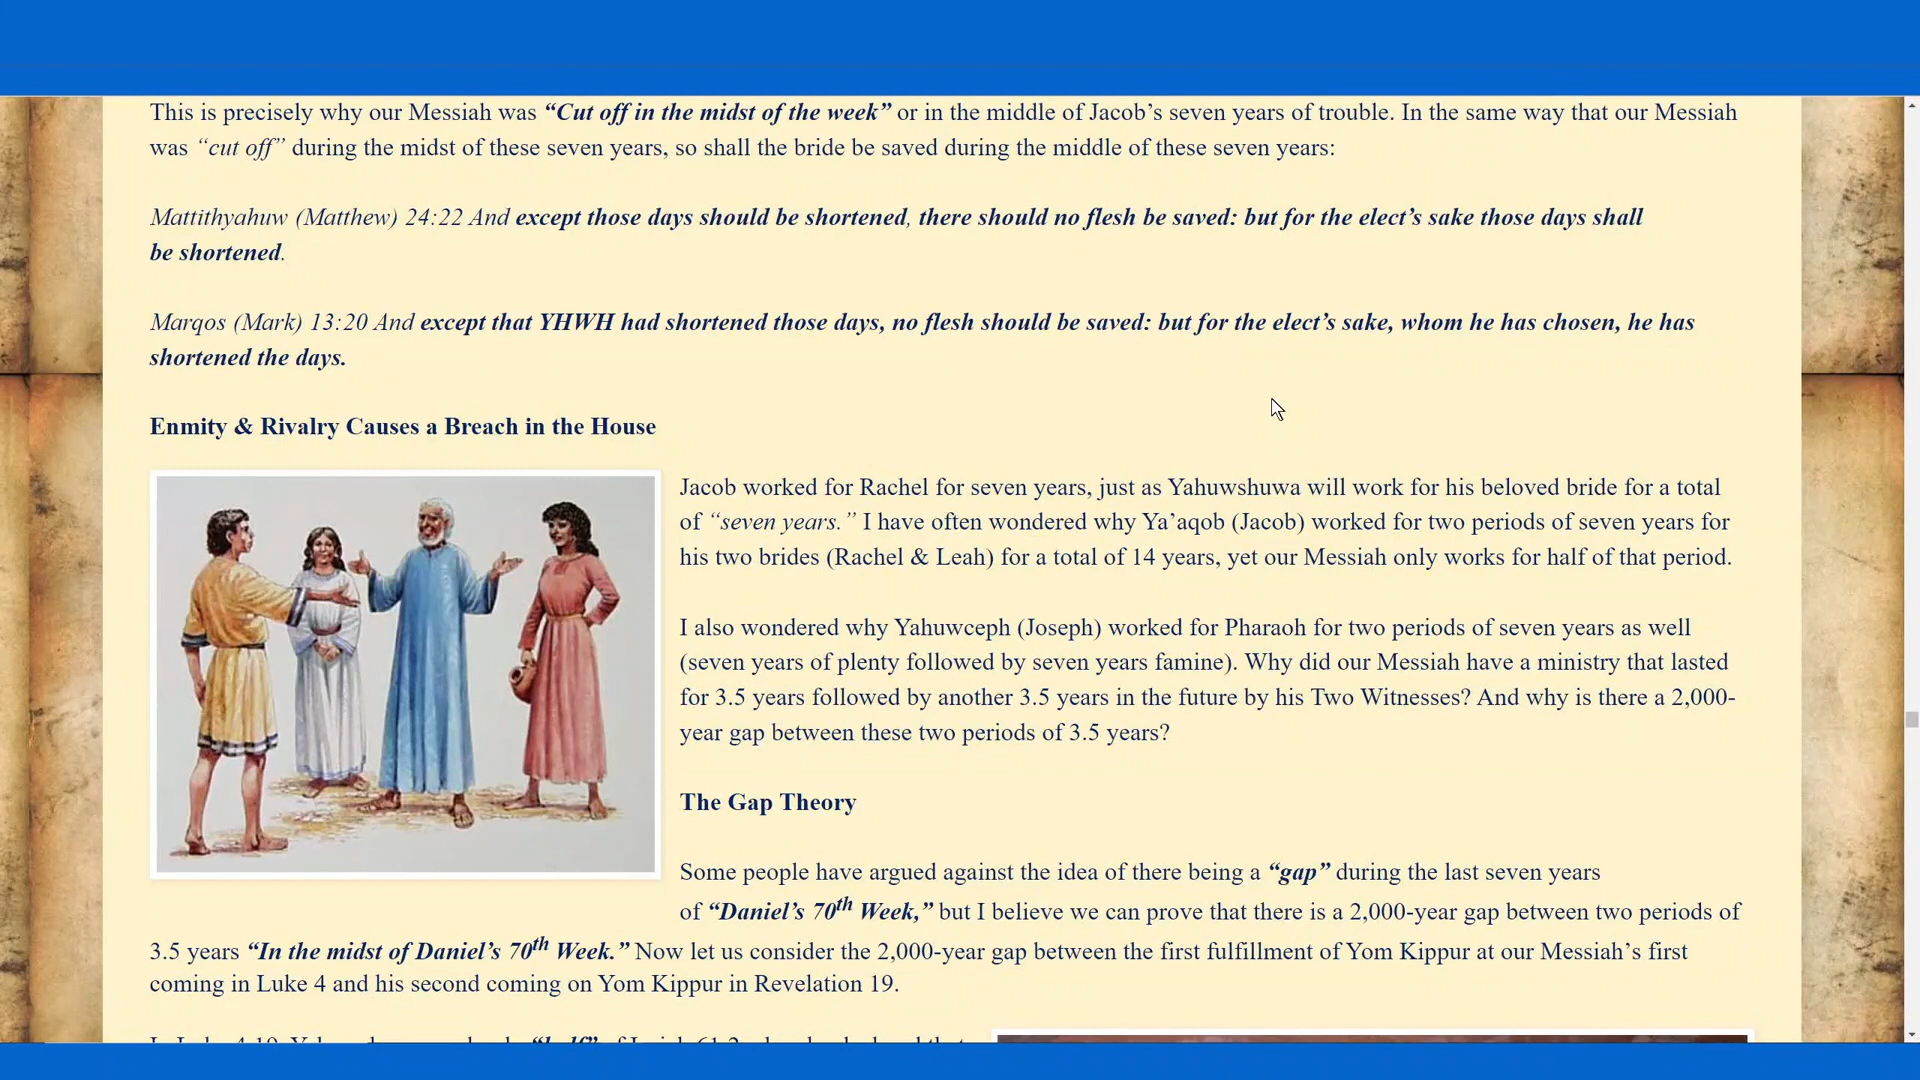 This is precisely why our Messiah was “Cut off in the midst of the week” or in the middle of Jacob’s seven years of trouble. In the same way that our Messiah
was “cut off” during the midst of these seven years, so shall the bride be saved during the middle of these seven years:
Mattithyahuw (Matthew) 24:22 And except those days should be shortened, there should no flesh be saved: but for the elect’s sake those days shall
be shortened.
Marqos (Mark) 13:20 And except that YHWH had shortened those days, no flesh should be saved: but for the elect’s sake, whom he has chosen, he has
shortened the days.
Enmity & Rivalry Causes a Breach in the House
Jacob worked for Rachel for seven years, just as Yahuwshuwa will work for his beloved bride for a total
of “seven years.” I have often wondered why Ya’aqob (Jacob) worked for two periods of seven years for
his two brides (Rachel & Leah) for a total of 14 years, yet our Messiah only works for half of that period.
I also wondered why Yahuwceph (Joseph) worked for Pharaoh for two periods of seven years as well
(seven years of plenty followed by seven years famine). Why did our Messiah have a ministry that lasted
for 3.5 years followed by another 3.5 years in the future by his Two Witnesses? And why is there a 2,000-
year gap between these two periods of 3.5 years?
The Gap Theory
Some people have argued against the idea of there being a “gap” during the last seven years
of “Daniel’s 70th Week,” but I believe we can prove that there is a 2,000-year gap between two periods of
3.5 years “In the midst of Daniel’s 70th Week.” Now let us consider the 2,000-year gap between the first fulfillment of Yom Kippur at our Messiah’s first
coming in Luke 4 and his second coming on Yom Kippur in Revelation 19.